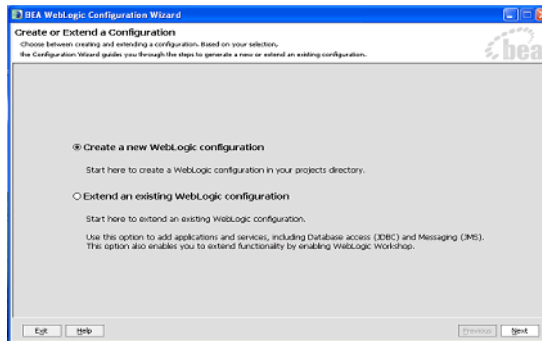 BEA WebLogic Configuration Wizard
Create or Extend a Configuration
Choose between creating and extending a configuration. Based on your selection,
the Configuration Wizard guides you through the steps to generate a new or extend an existing configuration.
bea
Create a new WebLogic configuration
Start here to create a WebLogic configuration in your projects directory.
Extend an existing WebLogic configuration
Start here to extend an existing WebLogic configuration.
Use this option to add applications and services, including Database access (JDBC) and Messaging (JMS).
This option also enables you to extend functionality by enabling WebLogic Workshop.
Exit Help Previous Next